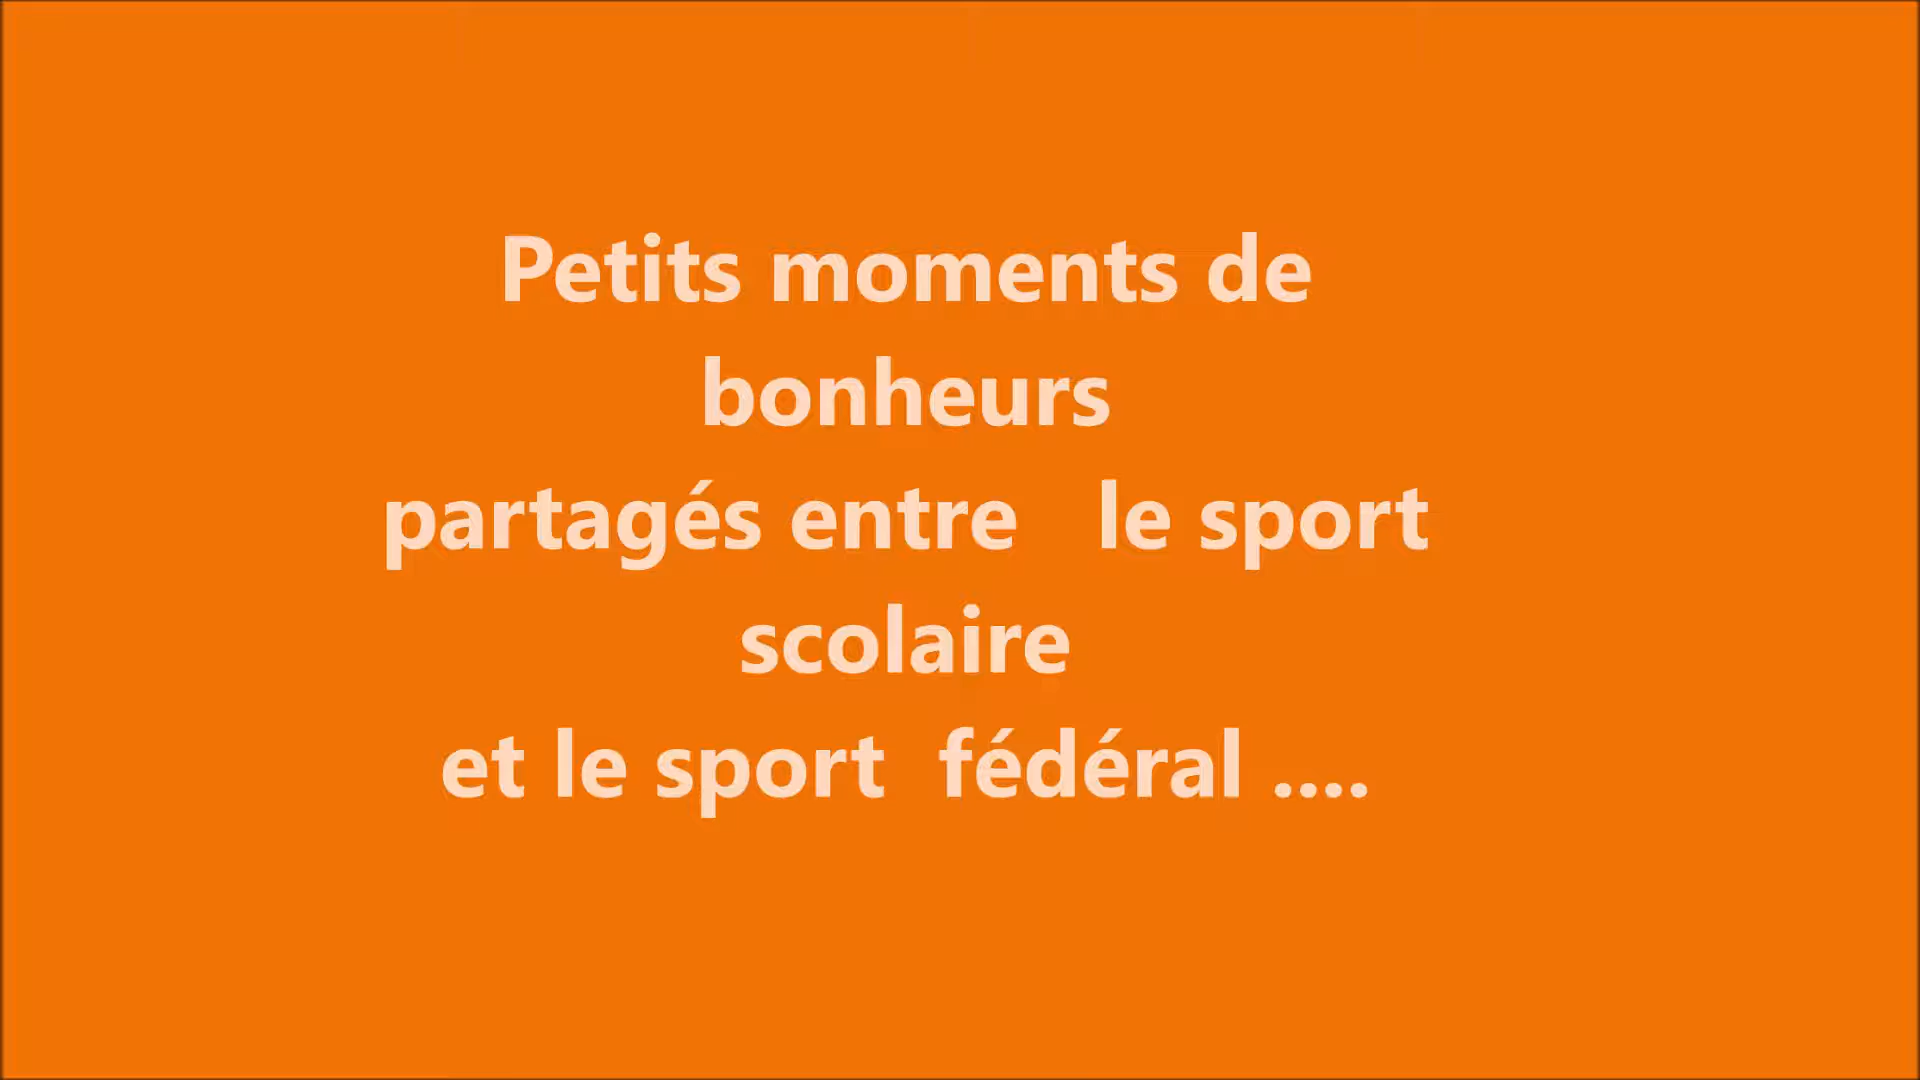 Petits moments de
bonheurs
partagés entre   le sport
scolaire
et le sport  fédéral ....